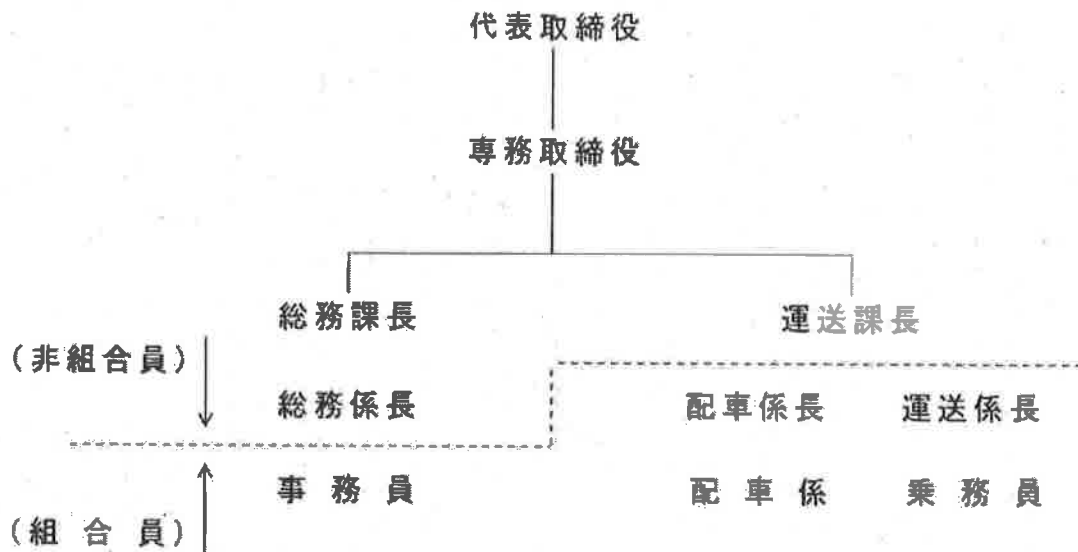 代表取締役
専務取締役
総務課長 運送課長
(非組合員)
総務係長 配車係長 運送係長
事務員 配車係 乗務員
(組合員)